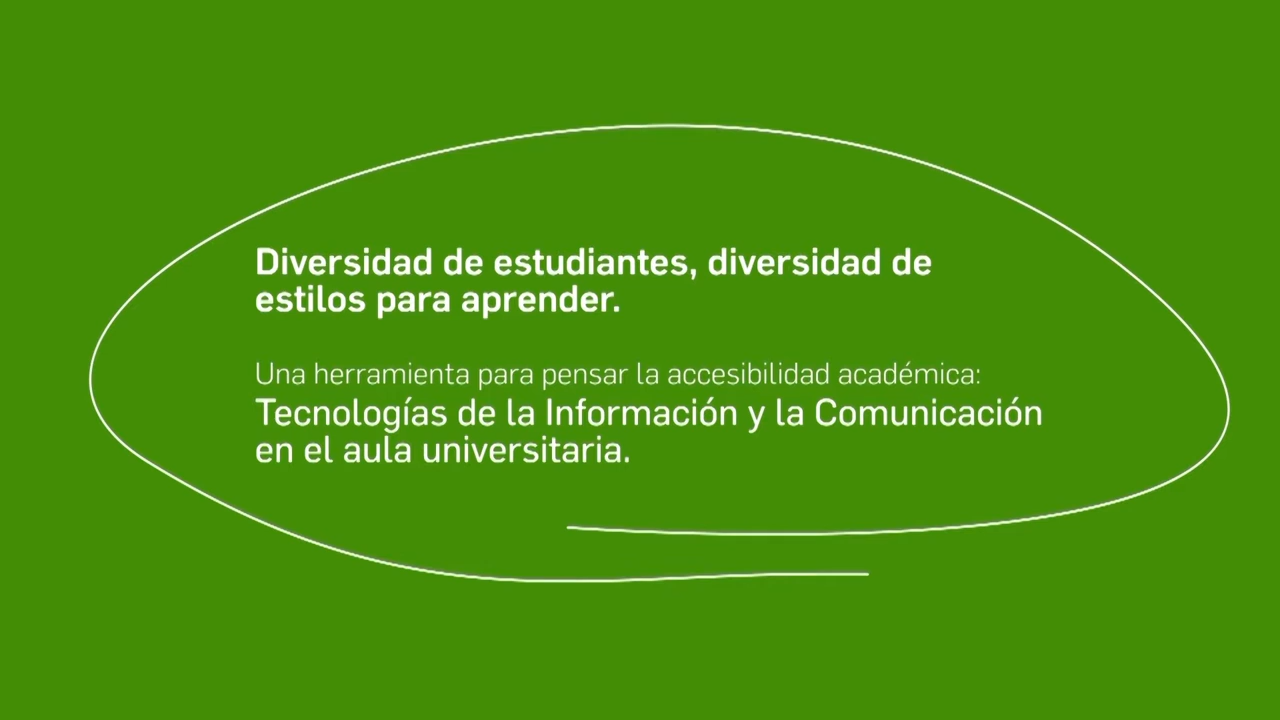 Diversidad de estudiantes, diversidad de
estilos para aprender.
Una herramienta para pensar la accesibilidad académica:
Tecnologías de la Información y la Comunicación
en el aula universitaria.